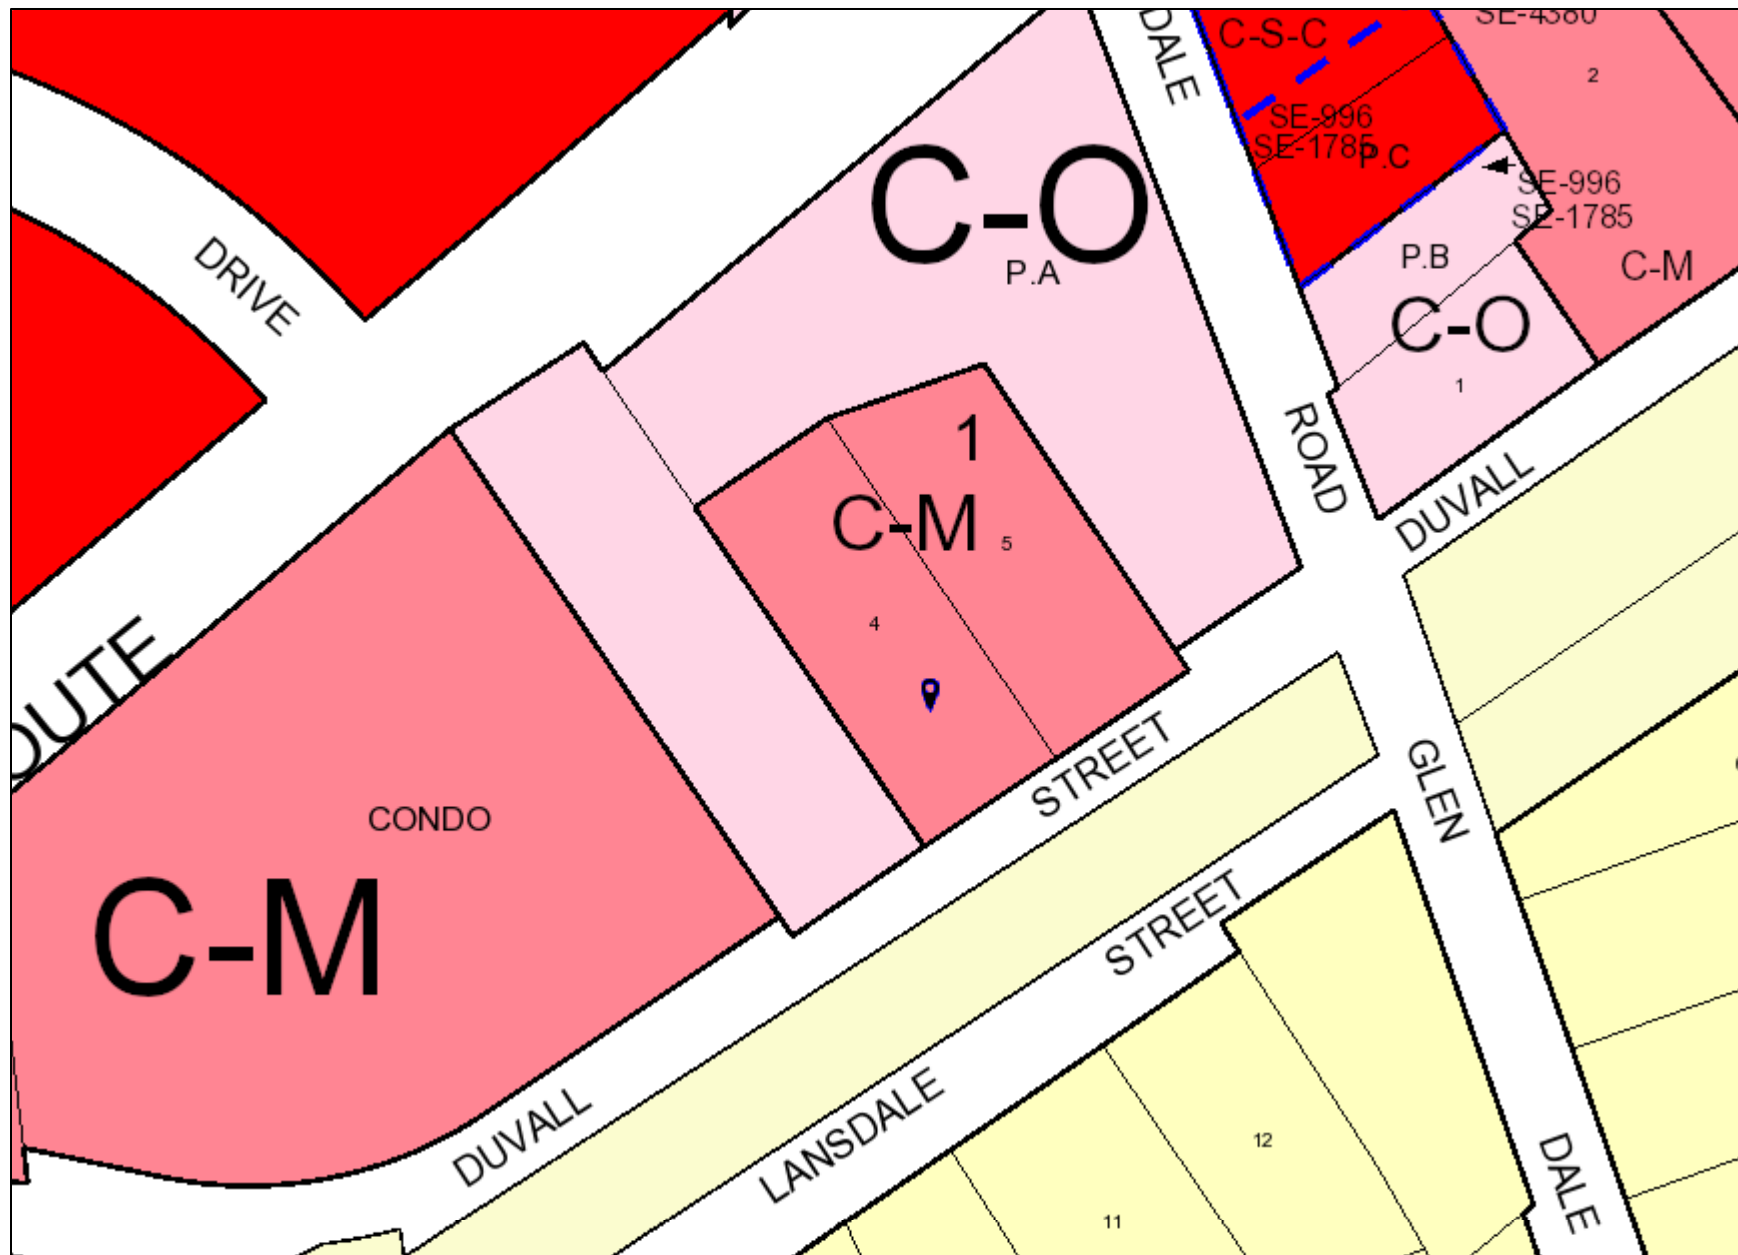 DALE
C-S-C
SE-4380
2
SE-996
SE-1785
P.C
C-O
P.A
SE-996
SE-1785
P.B
C-M
C-O
1
DRIVE
ROAD
DUVALL
1
C-M
5
4
OUTE
STREET
GLEN
CONDO
C-M
STREET
DUVALL
LANSDALE
12
11
DALE